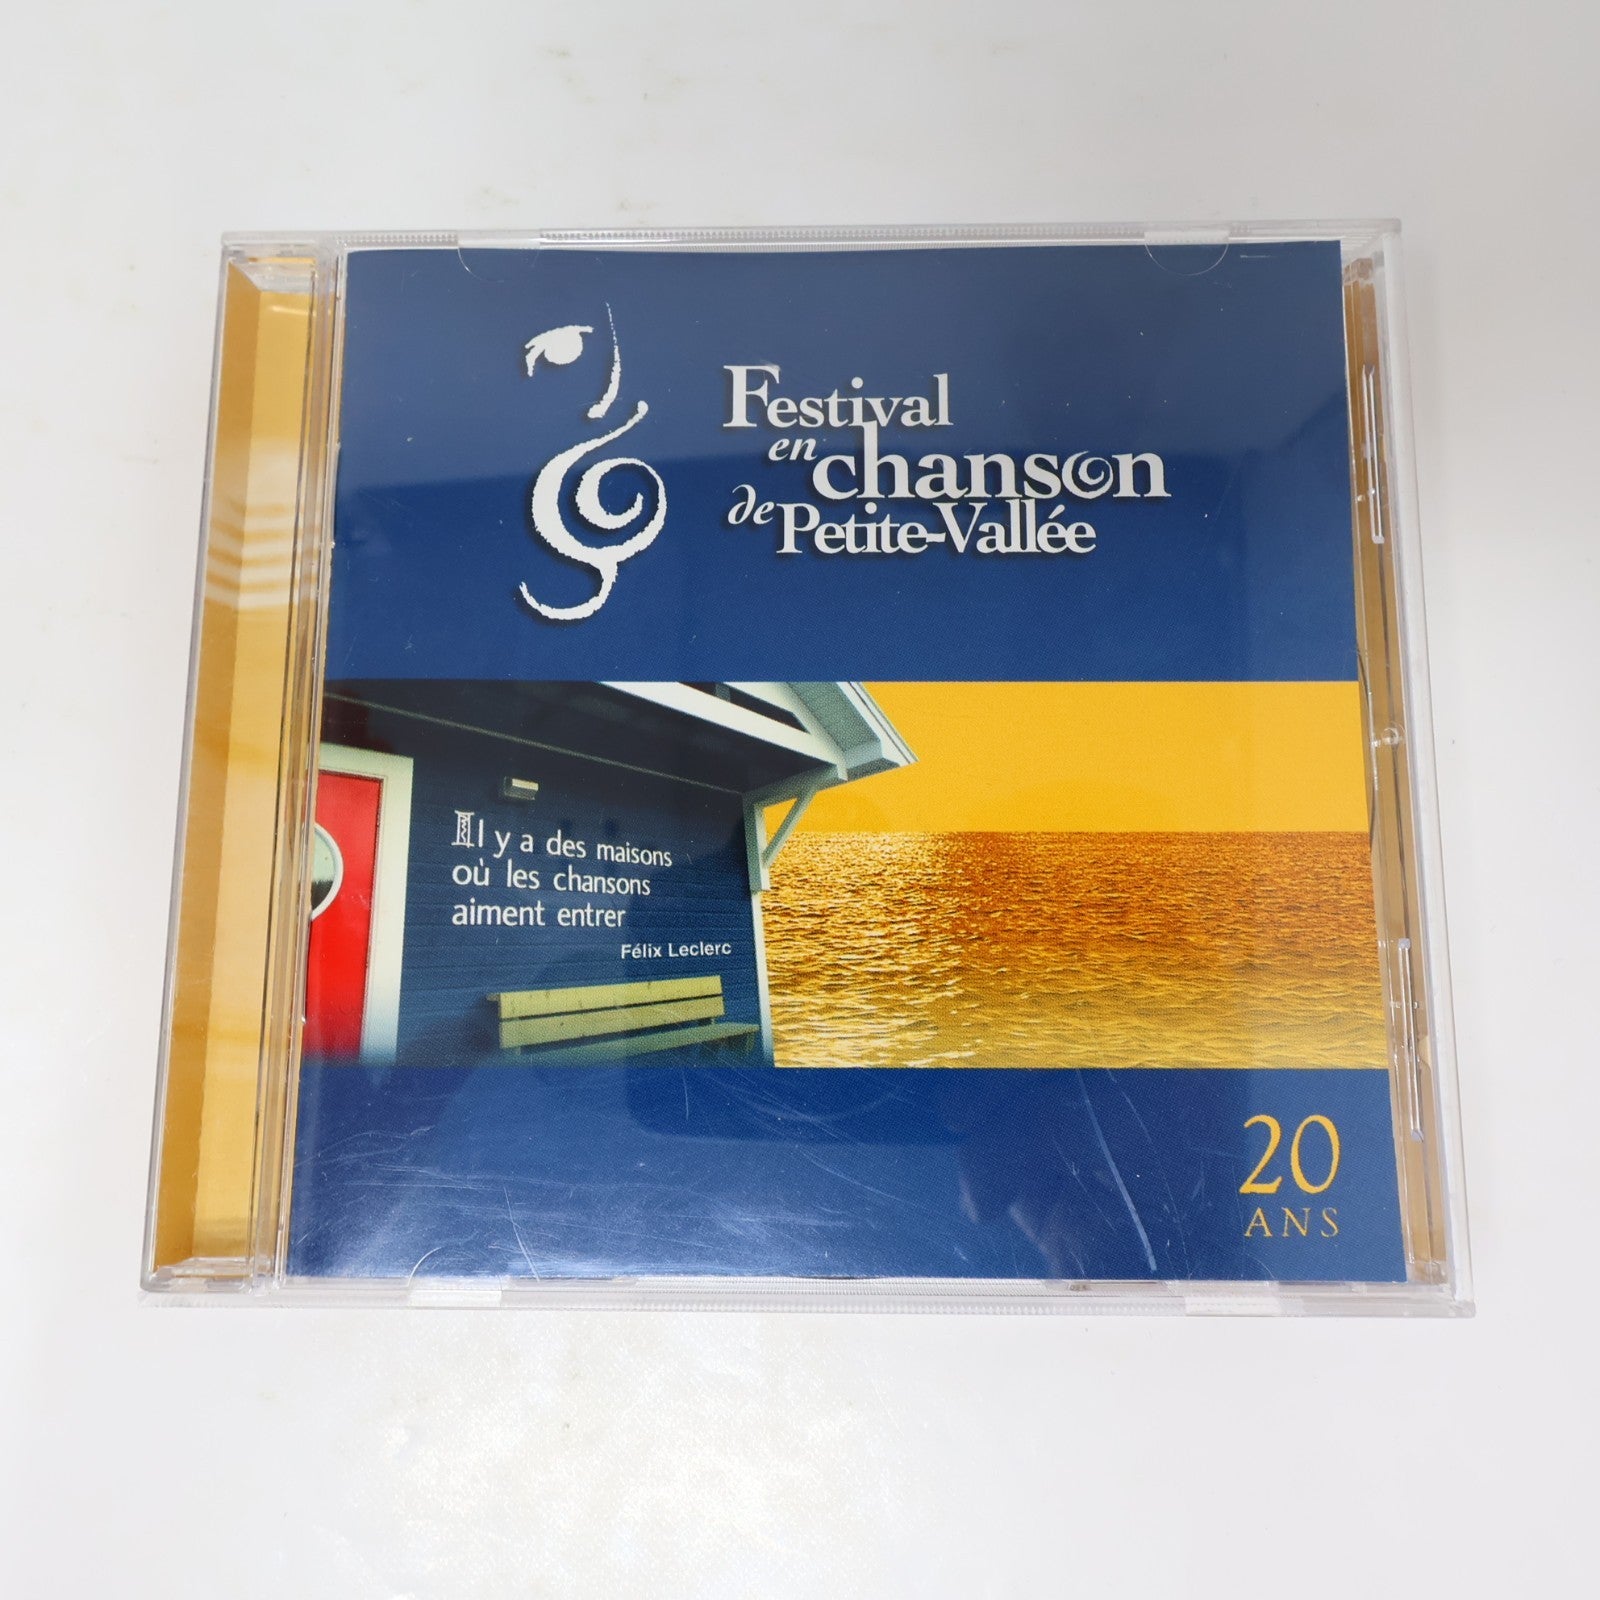 Festival
en chanson
de Petite-Vallée
Il y a des maisons
où les chansons
aiment entrer
Félix Leclerc
20
ANS